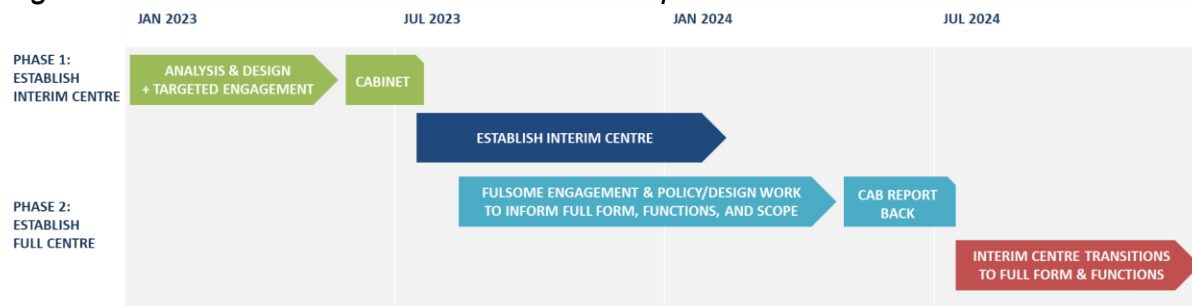 JAN 2023
JUL 2023
JAN 2024
JUL 2024
PHASE 1:
ESTABLISH
INTERIM CENTRE
ANALYSIS & DESIGN
+ TARGETED ENGAGEMENT
CABINET
ESTABLISH INTERIM CENTRE
PHASE 2:
ESTABLISH
FULL CENTRE
FULSOME ENGAGEMENT & POLICY/DESIGN WORK
TO INFORM FULL FORM, FUNCTIONS, AND SCOPE
CAB REPORT
BACK
INTERIM CENTRE TRANSITIONS
TO FULL FORM & FUNCTIONS